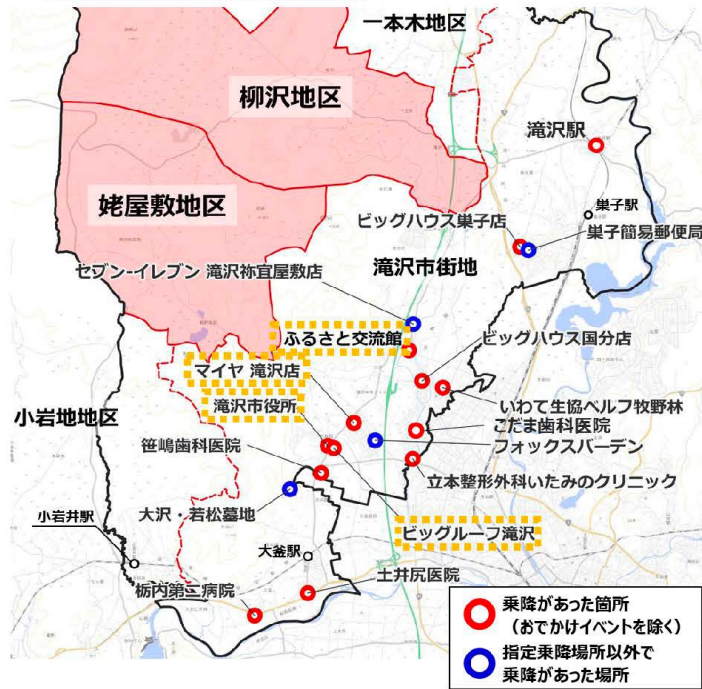 一本木地区
柳沢地区
滝沢駅
姥屋敷地区
巣子駅
ビッグハウス巣子店
巣子簡易郵便局
滝沢市街地
セブン-イレブン 滝沢祢宜屋敷店
ふるさと交流館
ビッグハウス国分店
マイヤ 滝沢店
小岩地地区
滝沢市役所
いわて生協ベルフ牧野林
こだま歯科医院
フォックスバーデン
笹嶋歯科医院
立本整形外科いたみのクリニック
大沢・若松墓地
小岩井駅
ビッグルーフ滝沢
大釜駅
土井尻医院
栃内第二病院
乗降があった箇所
（おでかけイベントを除く）
指定乗降場所以外で
乗降があった場所